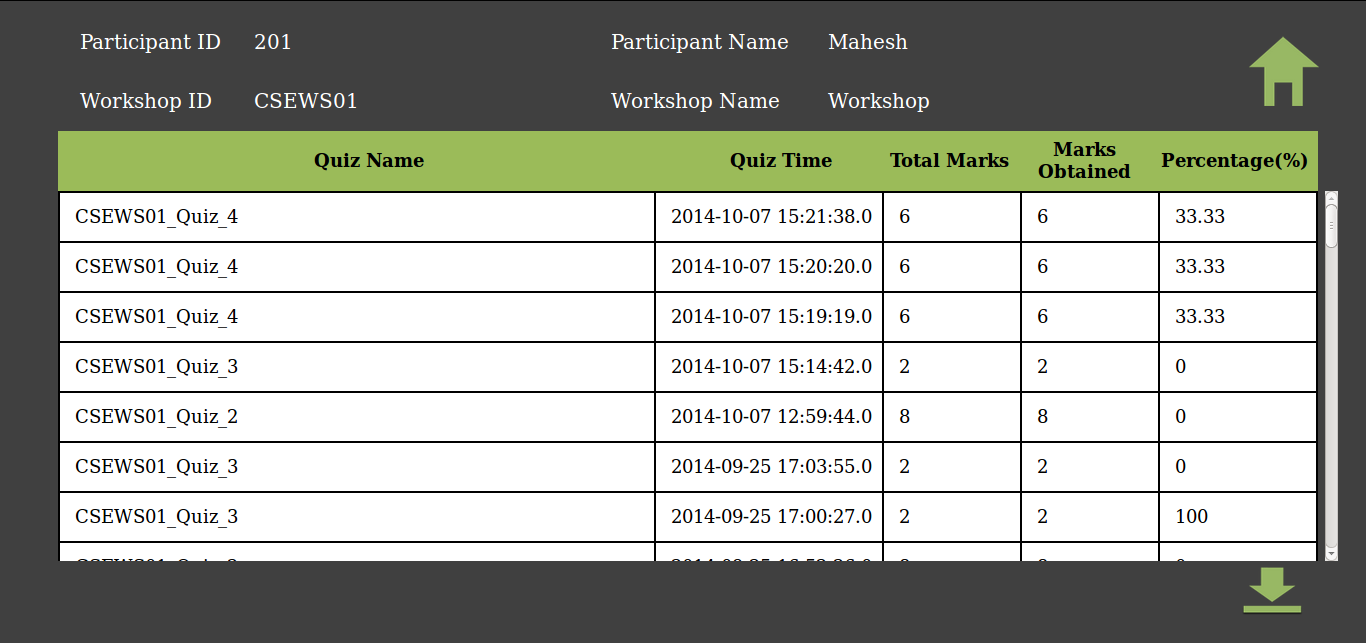 Participant ID 201 Participant Name Mahesh
Workshop ID CSEWS01 Workshop Name Workshop
Quiz Name Quiz Time Total Marks Marks Obtained Percentage(%)
CSEWS01_Quiz_4 2014-10-07 15:21:38.0 6 6 33.33
CSEWS01_Quiz_4 2014-10-07 15:20:20.0 6 6 33.33
CSEWS01_Quiz_4 2014-10-07 15:19:19.0 6 6 33.33
CSEWS01_Quiz_3 2014-10-07 15:14:42.0 2 2 0
CSEWS01_Quiz_2 2014-10-07 12:59:44.0 8 8 0
CSEWS01_Quiz_3 2014-09-25 17:03:55.0 2 2 0
CSEWS01_Quiz_3 2014-09-25 17:00:27.0 2 2 100